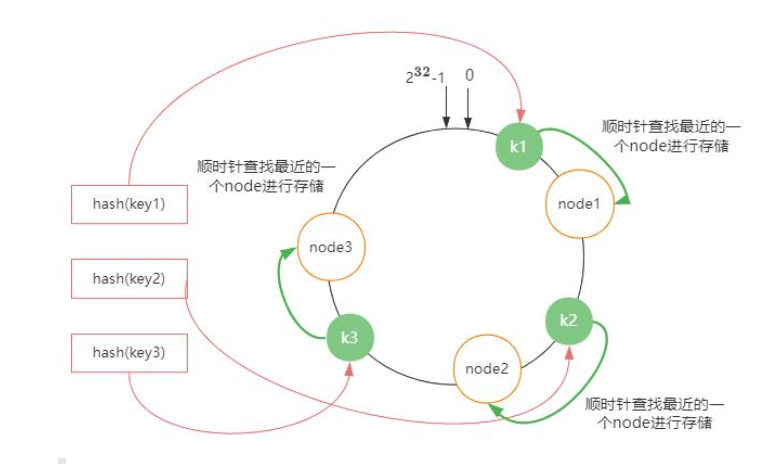 2³²-1
0
k1
顺时针查找最近的一
个node进行存储
顺时针查找最近的一
个node进行存储
hash(key1)
node1
node3
hash(key2)
k2
k3
hash(key3)
node2
顺时针查找最近的一
个node进行存储